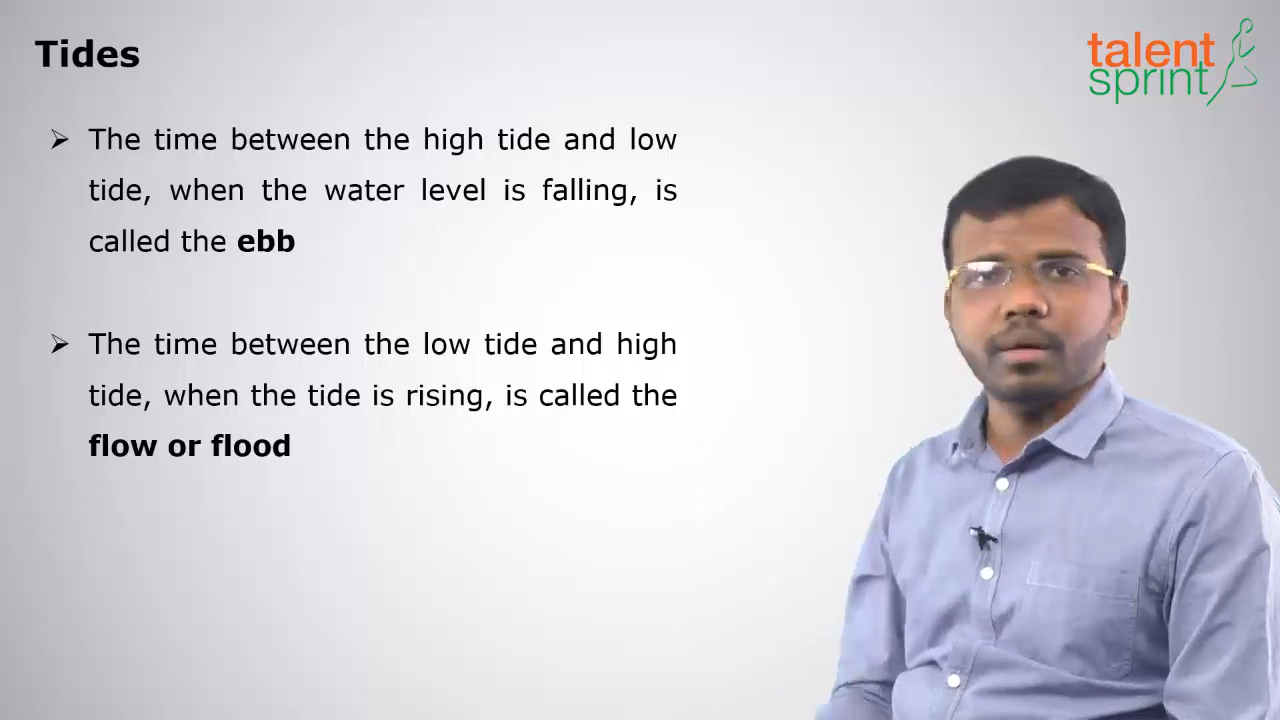 Tides
talent
sprint
➢ The time between the high tide and low
tide, when the water level is falling, is
called the ebb
➢ The time between the low tide and high
tide, when the tide is rising, is called the
flow or flood